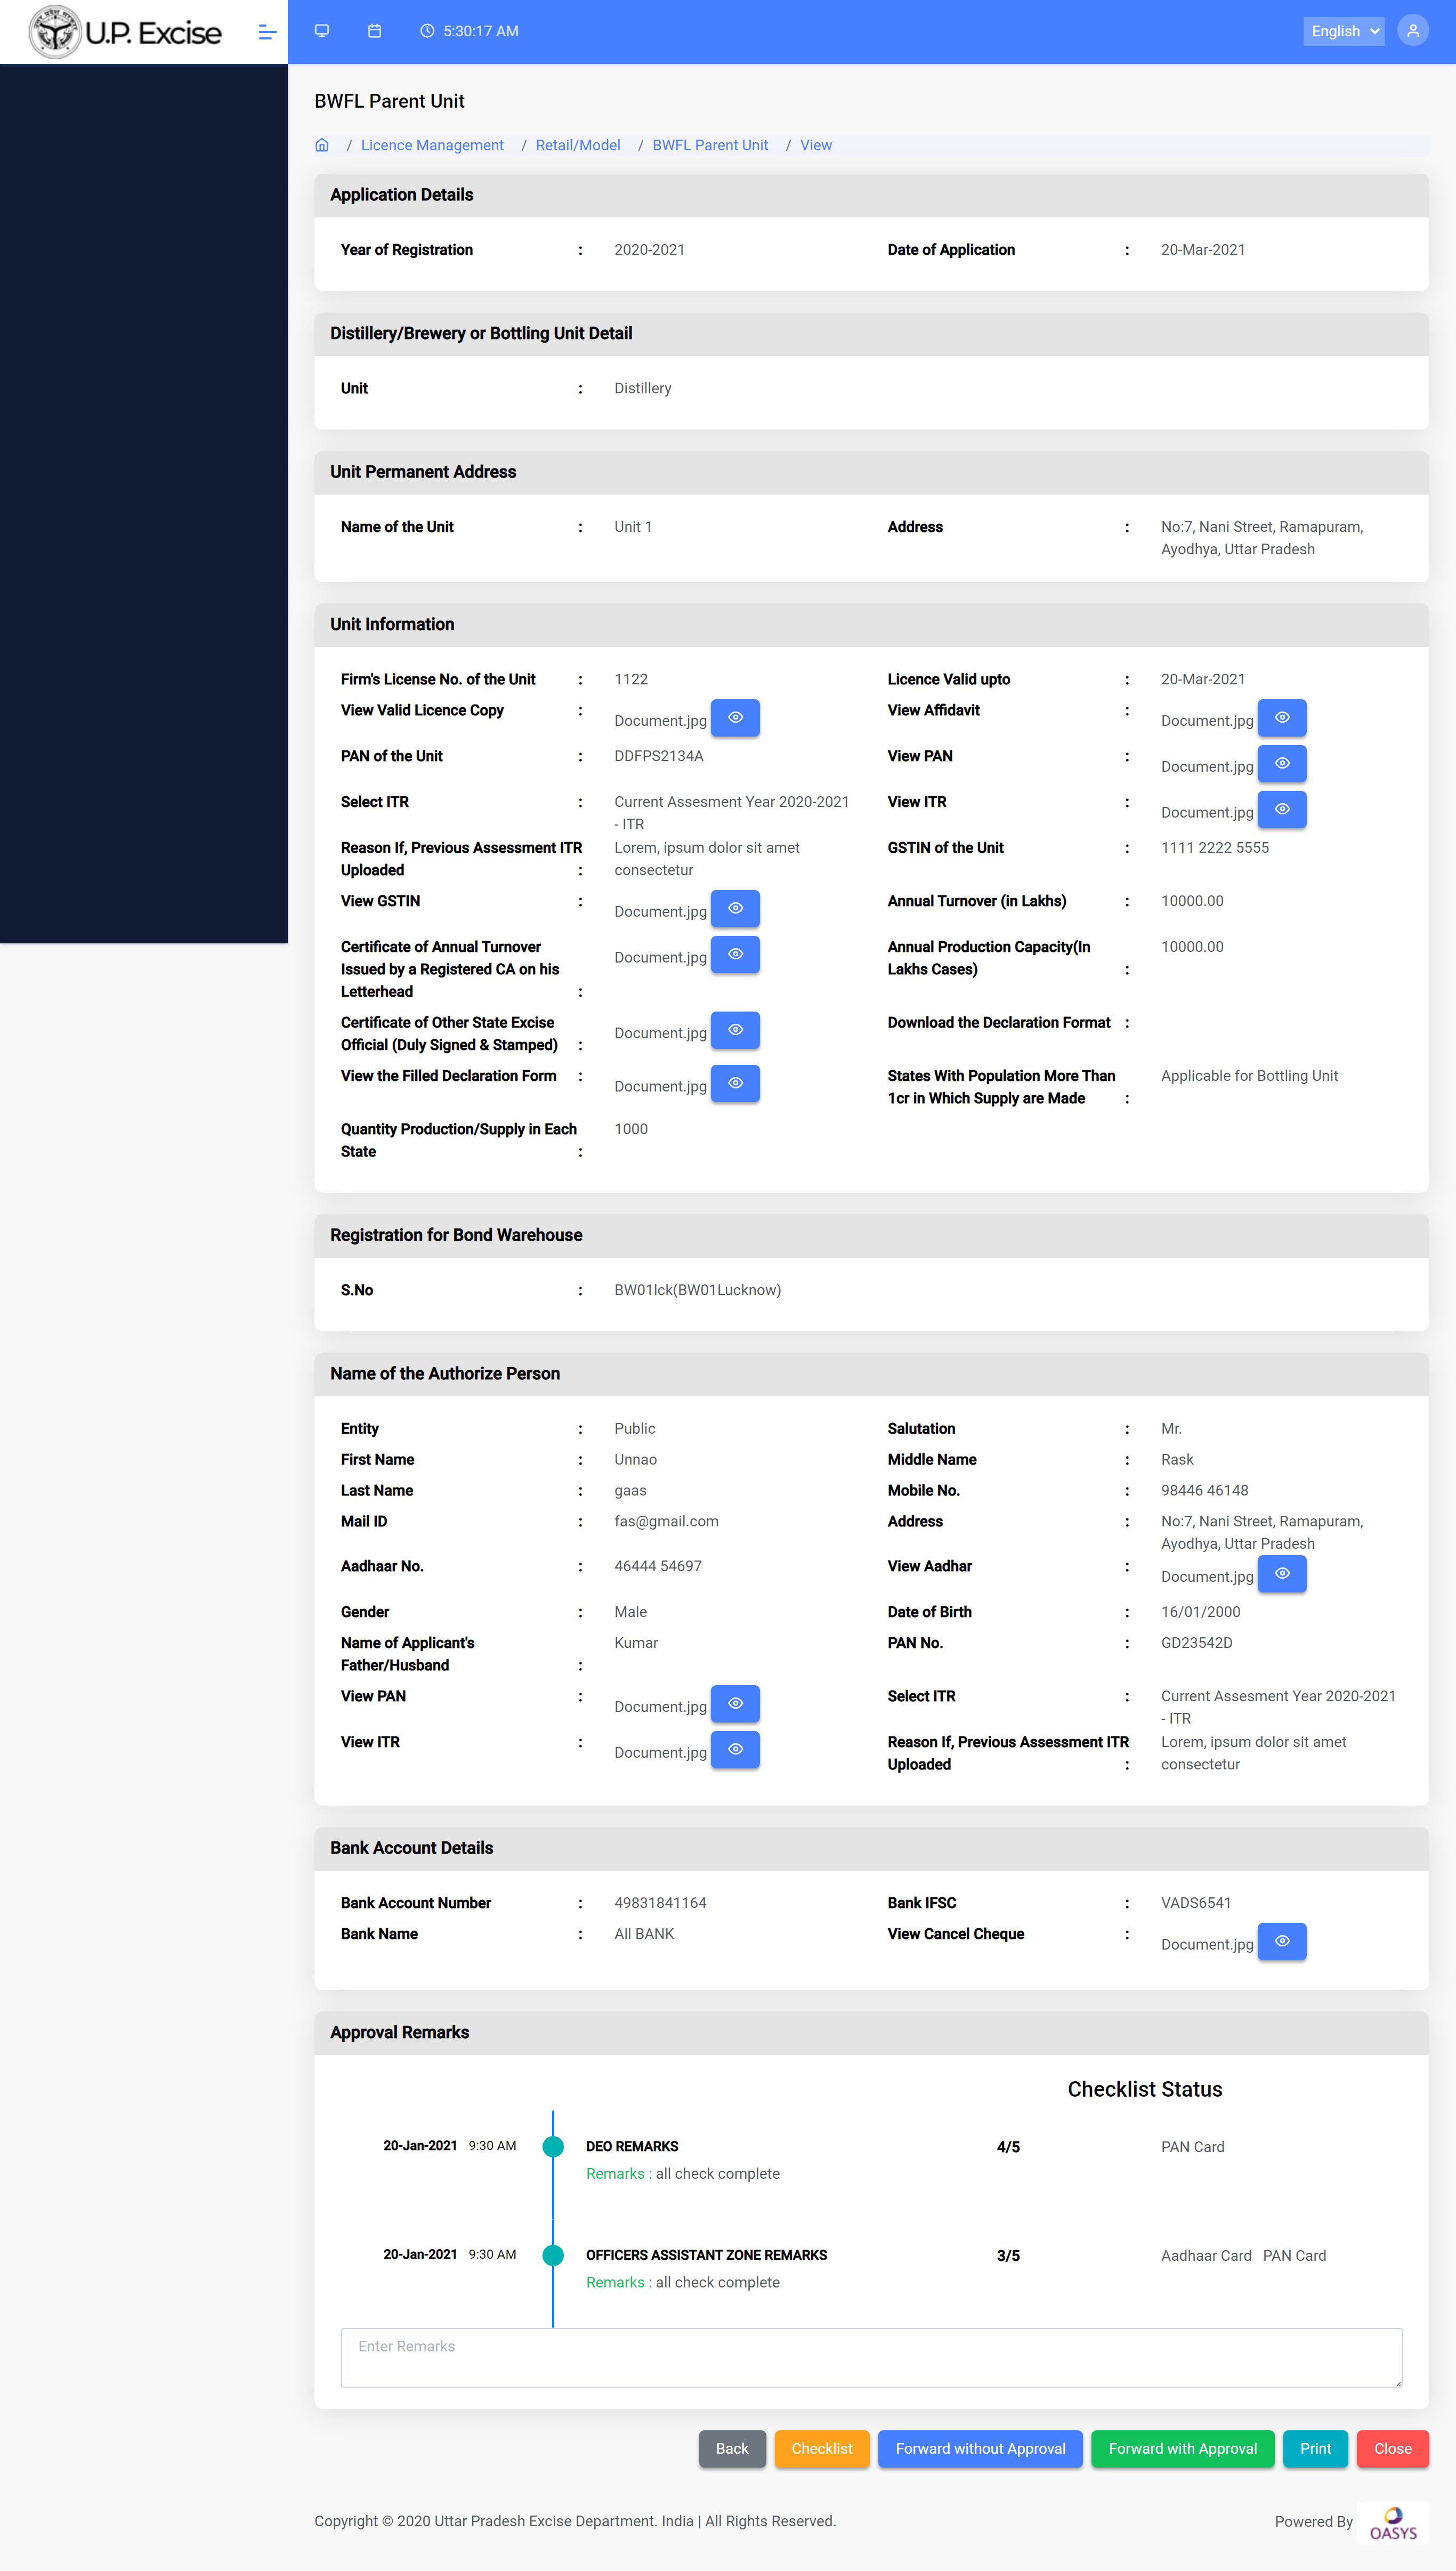 U.P. Excise
5:30:17 AM
English
BWFL Parent Unit
/ Licence Management / Retail/Model / BWFL Parent Unit / View
Application Details
Year of Registration : 2020-2021 Date of Application : 20-Mar-2021
Distillery/Brewery or Bottling Unit Detail
Unit : Distillery
Unit Permanent Address
Name of the Unit : Unit 1 Address : No:7, Nani Street, Ramapuram,
Ayodhya, Uttar Pradesh
Unit Information
Firm's License No. of the Unit : 1122 Licence Valid upto : 20-Mar-2021
View Valid Licence Copy : Document.jpg View Affidavit : Document.jpg
PAN of the Unit : DDFPS2134A View PAN : Document.jpg
Select ITR : Current Assesment Year 2020-2021 View ITR : Document.jpg
- ITR
Reason If, Previous Assessment ITR Lorem, ipsum dolor sit amet GSTIN of the Unit : 1111 2222 5555
Uploaded : consectetur
View GSTIN : Document.jpg Annual Turnover (in Lakhs) : 10000.00
Certificate of Annual Turnover Document.jpg Annual Production Capacity(In 10000.00
Issued by a Registered CA on his Lakhs Cases) :
Letterhead :
Certificate of Other State Excise Document.jpg Download the Declaration Format :
Official (Duly Signed & Stamped) :
View the Filled Declaration Form : Document.jpg States With Population More Than Applicable for Bottling Unit
1cr in Which Supply are Made :
Quantity Production/Supply in Each 1000
State :
Registration for Bond Warehouse
S.No : BW01lck(BW01Lucknow)
Name of the Authorize Person
Entity : Public Salutation : Mr.
First Name : Unnao Middle Name : Rask
Last Name : gaas Mobile No. : 98446 46148
Mail ID : fas@gmail.com Address : No:7, Nani Street, Ramapuram,
Ayodhya, Uttar Pradesh
Aadhaar No. : 46444 54697 View Aadhar : Document.jpg
Gender : Male Date of Birth : 16/01/2000
Name of Applicant's Kumar PAN No. : GD23542D
Father/Husband :
View PAN : Document.jpg Select ITR : Current Assesment Year 2020-2021
- ITR
View ITR : Document.jpg Reason If, Previous Assessment ITR Lorem, ipsum dolor sit amet
Uploaded : consectetur
Bank Account Details
Bank Account Number : 49831841164 Bank IFSC : VADS6541
Bank Name : All BANK View Cancel Cheque : Document.jpg
Approval Remarks
Checklist Status
20-Jan-2021 9:30 AM DEO REMARKS 4/5 PAN Card
Remarks : all check complete
20-Jan-2021 9:30 AM OFFICERS ASSISTANT ZONE REMARKS 3/5 Aadhaar Card PAN Card
Remarks : all check complete
Enter Remarks
Back Checklist Forward without Approval Forward with Approval Print Close
Copyright © 2020 Uttar Pradesh Excise Department. India | All Rights Reserved. Powered By OASYS